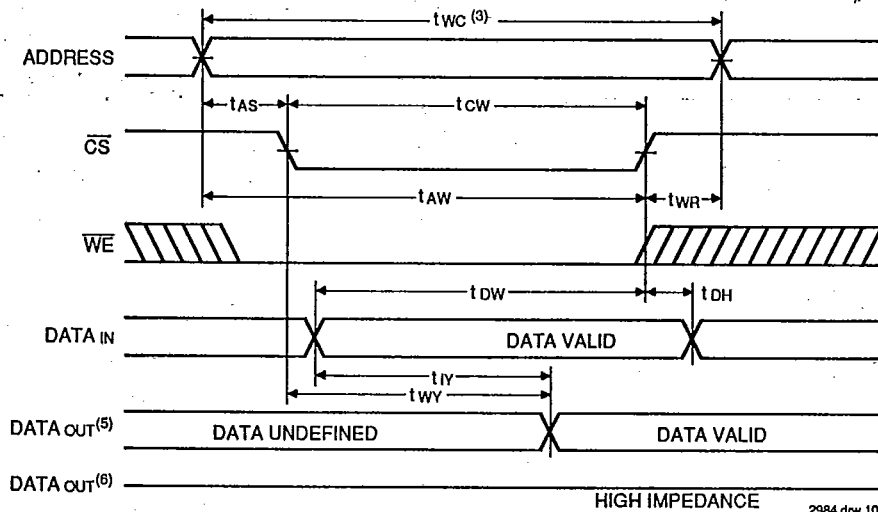 tWC (3)
ADDRESS
tAS
tCW
CS
tAW
tWR
WE
tDW
tDH
DATA IN
DATA VALID
tIY
tWY
DATA OUT(5)
DATA UNDEFINED
DATA VALID
DATA OUT(6)
HIGH IMPEDANCE
2984 drw 10